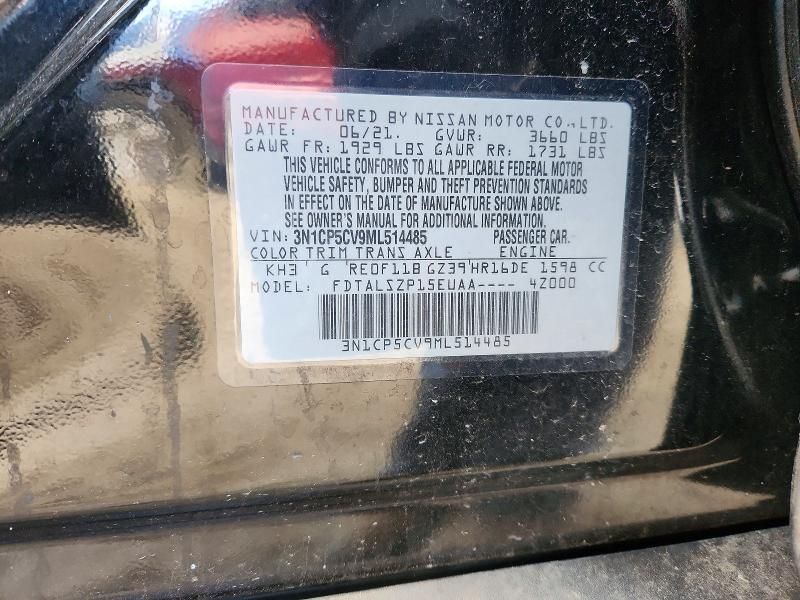 MANUFACTURED BY NISSAN MOTOR CO.,LTD.
DATE: 06/21. GVWR: 3660 LBS
GAWR FR: 1929 LBS GAWR RR: 1731 LBS
THIS VEHICLE CONFORMS TO ALL APPLICABLE FEDERAL MOTOR
VEHICLE SAFETY, BUMPER AND THEFT PREVENTION STANDARDS
IN EFFECT ON THE DATE OF MANUFACTURE SHOWN ABOVE.
SEE OWNER'S MANUAL FOR ADDITIONAL INFORMATION.
VIN: 3N1CP5CV9ML514485 PASSENGER CAR.
COLOR TRIM TRANS AXLE ENGINE
KH3 G RE0F11B GZ39 HR16DE 1598 CC
MODEL: FDTALSZP15EUAA---- 4Z000
3N1CP5CV9ML514485